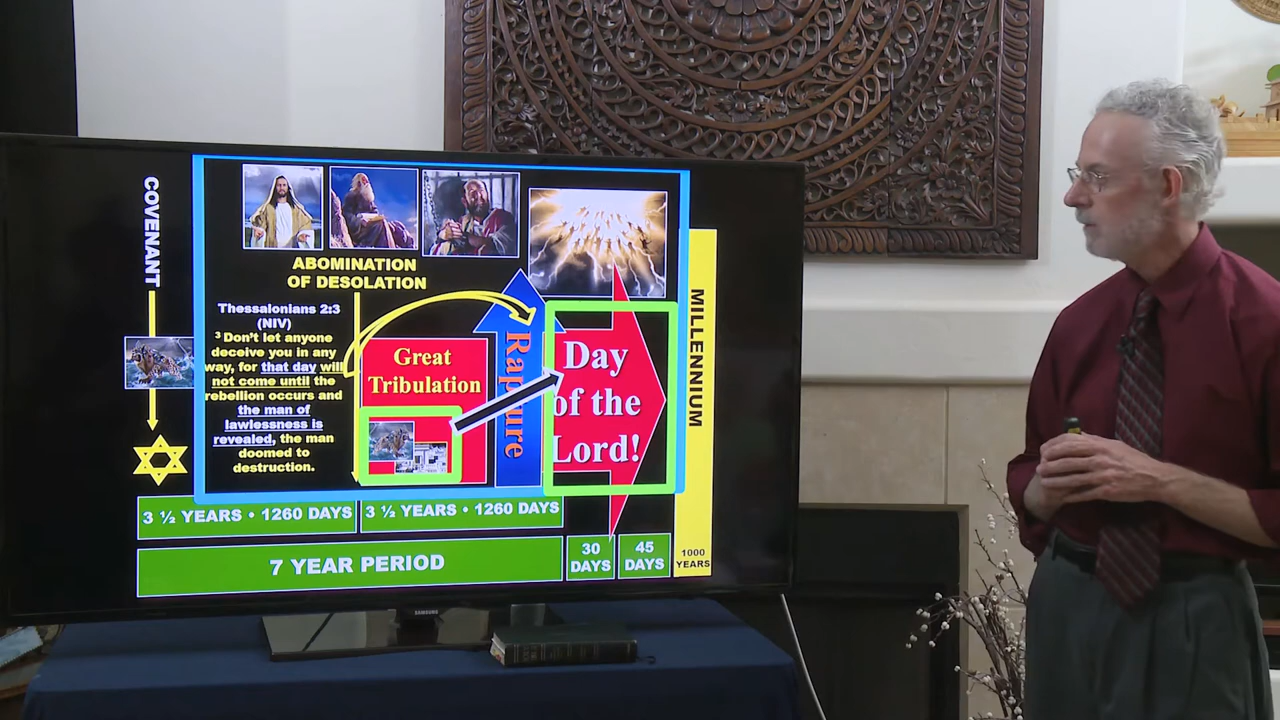 COVENANT
ABOMINATION
OF DESOLATION
Thessalonians 2:3
(NIV)
3 Don't let anyone
deceive you in any
way, for that day will
not come until the
rebellion occurs and
the man of
lawlessness is
revealed, the man
doomed to
destruction.
Great
Tribulation
Rapture
Day
of the
Lord!
MILLENNIUM
3 ½ YEARS • 1260 DAYS
3 ½ YEARS • 1260 DAYS
7 YEAR PERIOD
30
DAYS
45
DAYS
1000
YEARS
SAMSUNG